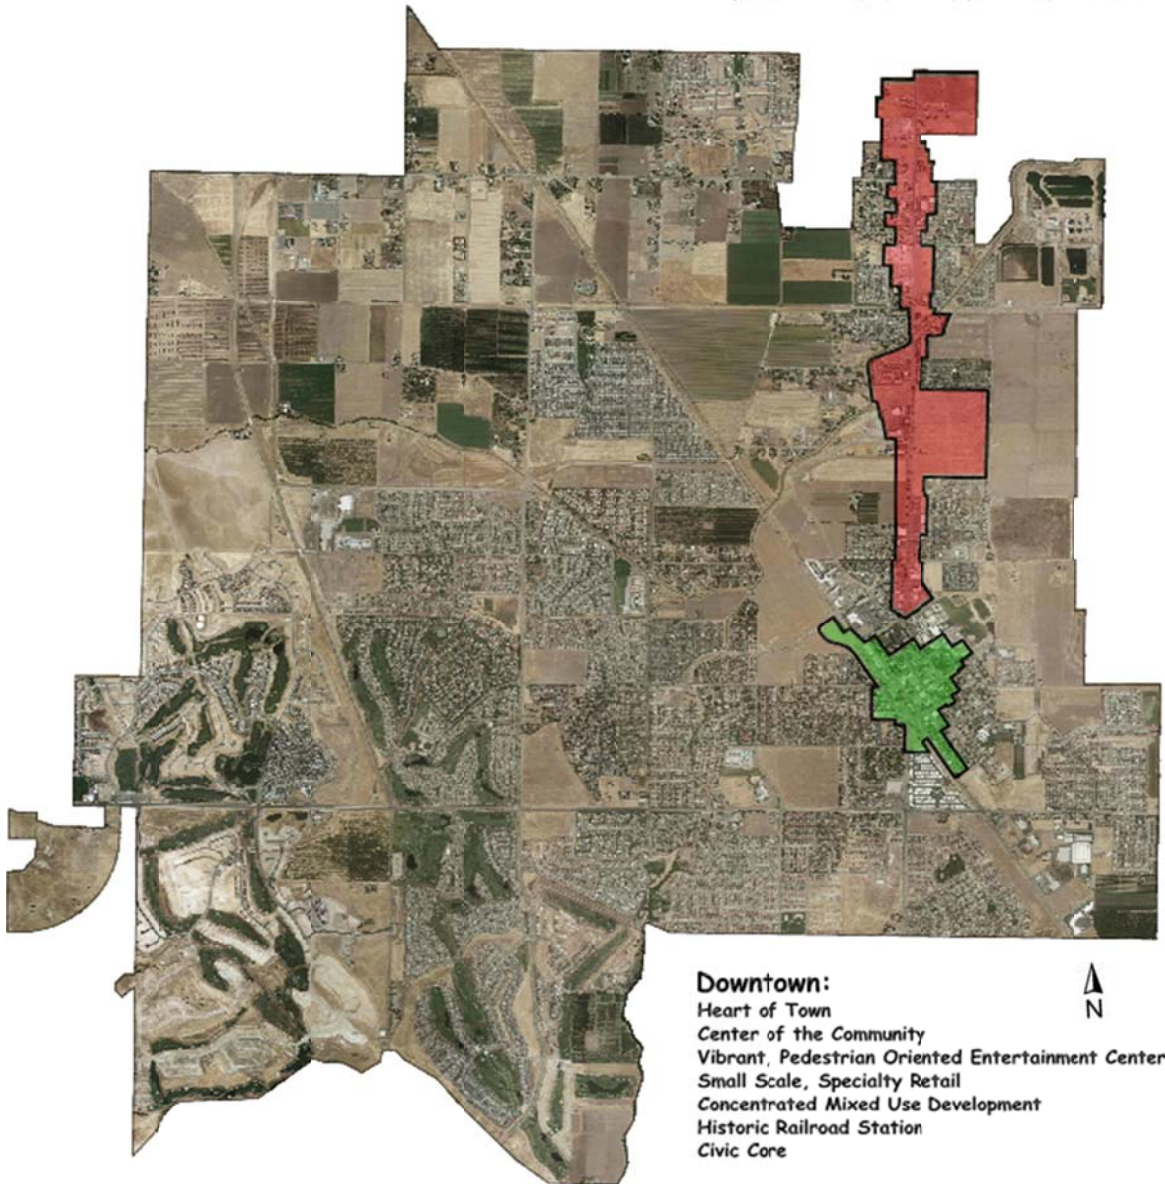 Downtown:
Heart of Town
Center of the Community
Vibrant, Pedestrian Oriented Entertainment Center
Small Scale, Specialty Retail
Concentrated Mixed Use Development
Historic Railroad Station
Civic Core
N